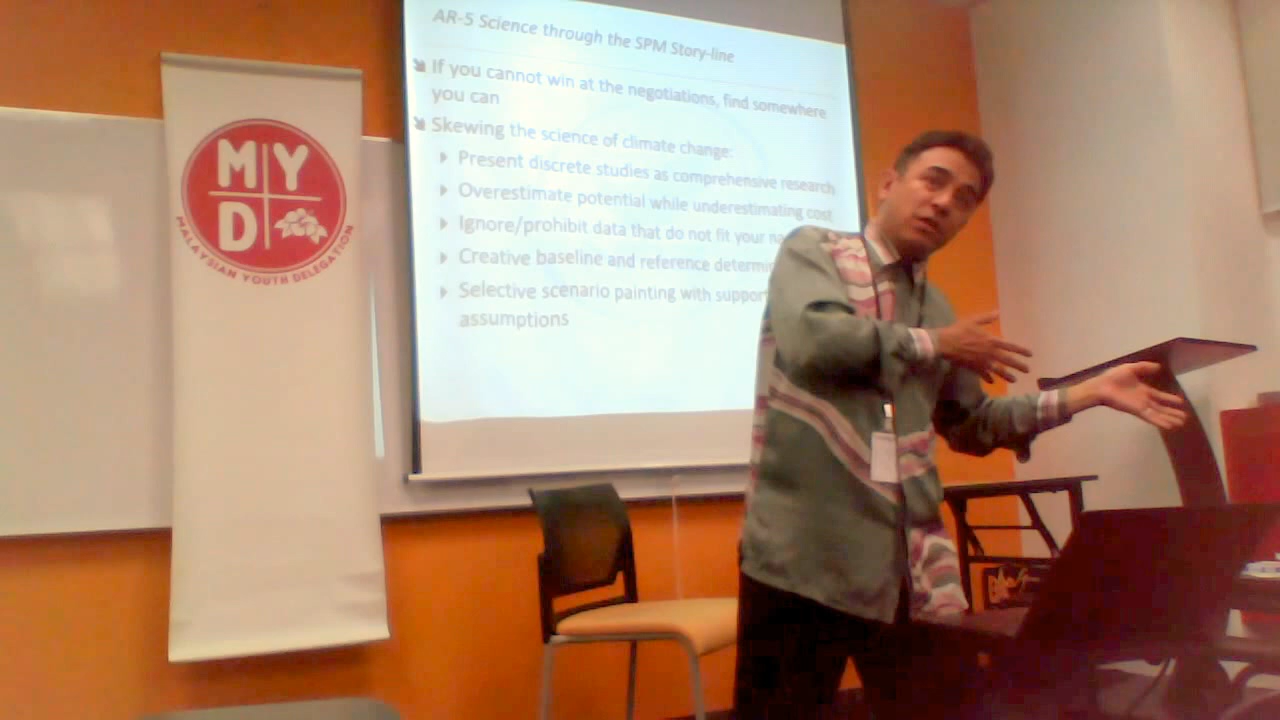 MY
D
MALAYSIAN YOUTH DELEGATION
AR-5 Science through the SPM Story-line
If you cannot win at the negotiations, find somewhere
you can
Skewing the science of climate change:
Present discrete studies as comprehensive research
Overestimate potential while underestimating cost
Ignore/prohibit data that do not fit your
Creative baseline and reference
Selective scenario painting with
assumptions